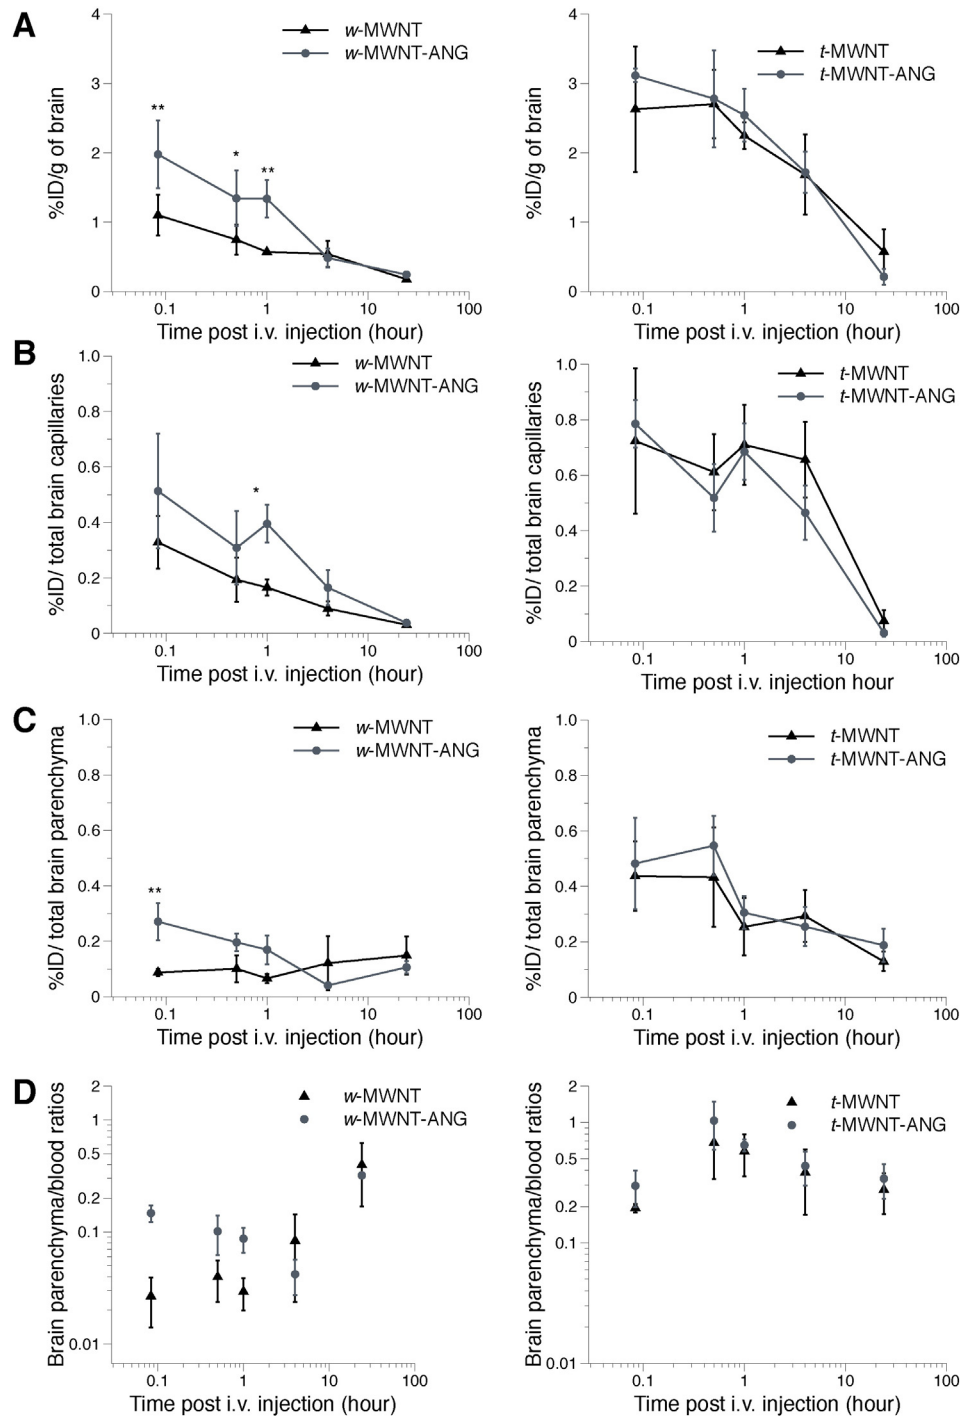 A
w-MWNT
w-MWNT-ANG
%ID/g of brain
4
3
2
1
0
**
*
**
0.1 1 10 100
Time post i.v. injection (hour)
t-MWNT
t-MWNT-ANG
%ID/g of brain
4
3
2
1
0
0.1 1 10 100
Time post i.v. injection (hour)
B
w-MWNT
w-MWNT-ANG
%ID/ total brain capillaries
1.0
0.8
0.6
0.4
0.2
0
*
0.1 1 10 100
Time post i.v. injection (hour)
t-MWNT
t-MWNT-ANG
%ID/ total brain capillaries
1.0
0.8
0.6
0.4
0.2
0
0.1 1 10 100
Time post i.v. injection hour
C
w-MWNT
w-MWNT-ANG
%ID/ total brain parenchyma
1.0
0.8
0.6
0.4
0.2
0
**
0.1 1 10 100
Time post i.v. injection (hour)
t-MWNT
t-MWNT-ANG
%ID/ total brain parenchyma
1.0
0.8
0.6
0.4
0.2
0
0.1 1 10 100
Time post i.v. injection (hour)
D
w-MWNT
w-MWNT-ANG
Brain parenchyma/blood ratios
2
1
0.5
0.2
0.1
0.01
0.1 1 10 100
Time post i.v. injection (hour)
t-MWNT
t-MWNT-ANG
Brain parenchyma/blood ratios
2
1
0.5
0.2
0.1
0.01
0.1 1 10 100
Time post i.v. injection (hour)